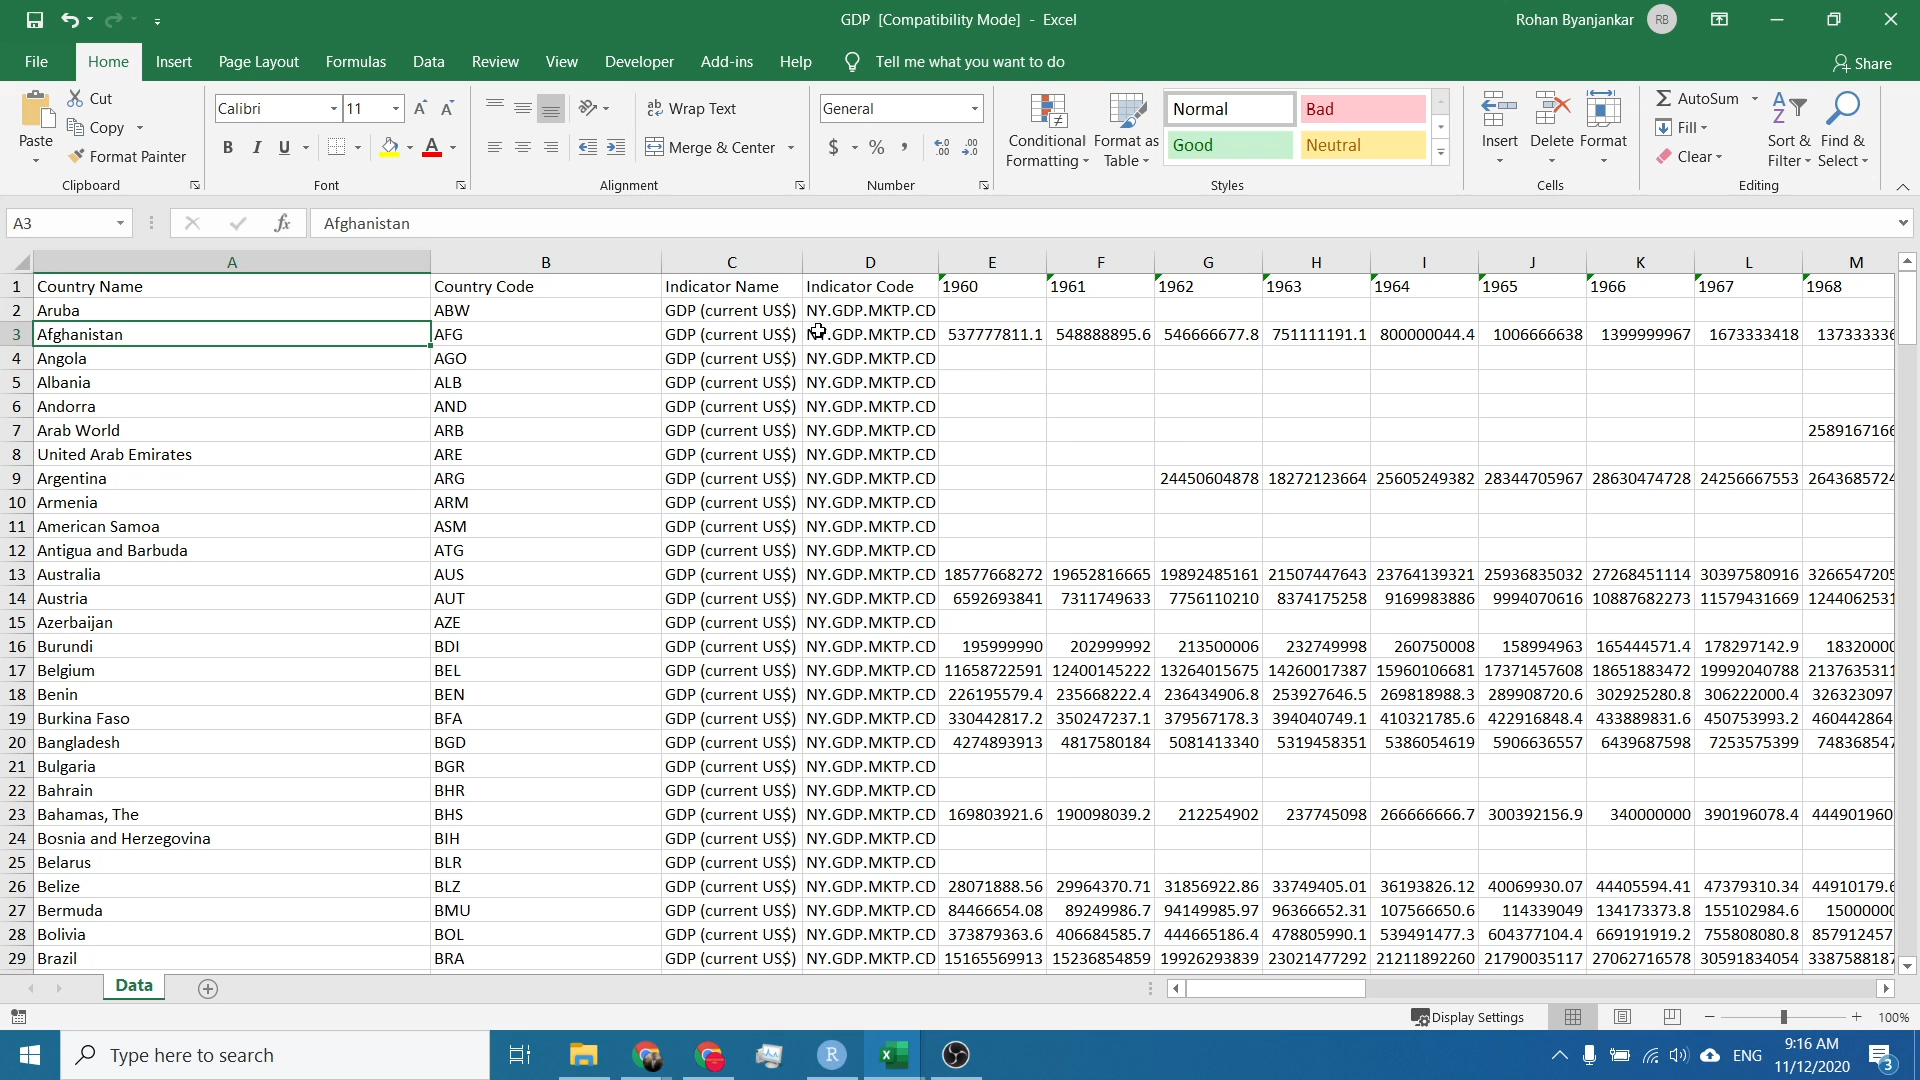 GDP [Compatibility Mode] - Excel
Rohan Byanjankar RB
File Home Insert Page Layout Formulas Data Review View Developer Add-ins Help Tell me what you want to do Share
Paste Cut Copy Format Painter Clipboard
Calibri 11 B I U A Font
Wrap Text Merge & Center Alignment
General $ % , Number
Conditional Formatting Format as Table Normal Bad Good Neutral Styles
Insert Delete Format Cells
AutoSum Fill Clear Sort & Filter Find & Select Editing
A3 fx Afghanistan
A B C D E F G H I J K L M
1 Country Name Country Code Indicator Name Indicator Code 1960 1961 1962 1963 1964 1965 1966 1967 1968
2 Aruba ABW GDP (current US$) NY.GDP.MKTP.CD
3 Afghanistan AFG GDP (current US$) NY.GDP.MKTP.CD 537777811.1 548888895.6 546666677.8 751111191.1 800000044.4 1006666638 1399999967 1673333418 137333336
4 Angola AGO GDP (current US$) NY.GDP.MKTP.CD
5 Albania ALB GDP (current US$) NY.GDP.MKTP.CD
6 Andorra AND GDP (current US$) NY.GDP.MKTP.CD
7 Arab World ARB GDP (current US$) NY.GDP.MKTP.CD 2589167166
8 United Arab Emirates ARE GDP (current US$) NY.GDP.MKTP.CD
9 Argentina ARG GDP (current US$) NY.GDP.MKTP.CD 24450604878 18272123664 25605249382 28344705967 28630474728 24256667553 2643685724
10 Armenia ARM GDP (current US$) NY.GDP.MKTP.CD
11 American Samoa ASM GDP (current US$) NY.GDP.MKTP.CD
12 Antigua and Barbuda ATG GDP (current US$) NY.GDP.MKTP.CD
13 Australia AUS GDP (current US$) NY.GDP.MKTP.CD 18577668272 19652816665 19892485161 21507447643 23764139321 25936835032 27268451114 30397580916 3266547205
14 Austria AUT GDP (current US$) NY.GDP.MKTP.CD 6592693841 7311749633 7756110210 8374175258 9169983886 9994070616 10887682273 11579431669 1244062531
15 Azerbaijan AZE GDP (current US$) NY.GDP.MKTP.CD
16 Burundi BDI GDP (current US$) NY.GDP.MKTP.CD 195999990 202999992 213500006 232749998 260750008 158994963 165444571.4 178297142.9 18320000
17 Belgium BEL GDP (current US$) NY.GDP.MKTP.CD 11658722591 12400145222 13264015675 14260017387 15960106681 17371457608 18651883472 19992040788 2137635311
18 Benin BEN GDP (current US$) NY.GDP.MKTP.CD 226195579.4 235668222.4 236434906.8 253927646.5 269818988.3 289908720.6 302925280.8 306222000.4 326323097
19 Burkina Faso BFA GDP (current US$) NY.GDP.MKTP.CD 330442817.2 350247237.1 379567178.3 394040749.1 410321785.6 422916848.4 433889831.6 450753993.2 460442864
20 Bangladesh BGD GDP (current US$) NY.GDP.MKTP.CD 4274893913 4817580184 5081413340 5319458351 5386054619 5906636557 6439687598 7253575399 748368547
21 Bulgaria BGR GDP (current US$) NY.GDP.MKTP.CD
22 Bahrain BHR GDP (current US$) NY.GDP.MKTP.CD
23 Bahamas, The BHS GDP (current US$) NY.GDP.MKTP.CD 169803921.6 190098039.2 212254902 237745098 266666666.7 300392156.9 340000000 390196078.4 444901960
24 Bosnia and Herzegovina BIH GDP (current US$) NY.GDP.MKTP.CD
25 Belarus BLR GDP (current US$) NY.GDP.MKTP.CD
26 Belize BLZ GDP (current US$) NY.GDP.MKTP.CD 28071888.56 29964370.71 31856922.86 33749405.01 36193826.12 40069930.07 44405594.41 47379310.34 44910179.6
27 Bermuda BMU GDP (current US$) NY.GDP.MKTP.CD 84466654.08 89249986.7 94149985.97 96366652.31 107566650.6 114339049 134173373.8 155102984.6 15000000
28 Bolivia BOL GDP (current US$) NY.GDP.MKTP.CD 373879363.6 406684585.7 444665186.4 478805990.1 539491477.3 604377104.4 669191919.2 755808080.8 857912457
29 Brazil BRA GDP (current US$) NY.GDP.MKTP.CD 15165569913 15236854859 19926293839 23021477292 21211892260 21790035117 27062716578 30591834054 3387588187
Data
Display Settings 100%
Type here to search
ENG 9:16 AM
11/12/2020 3